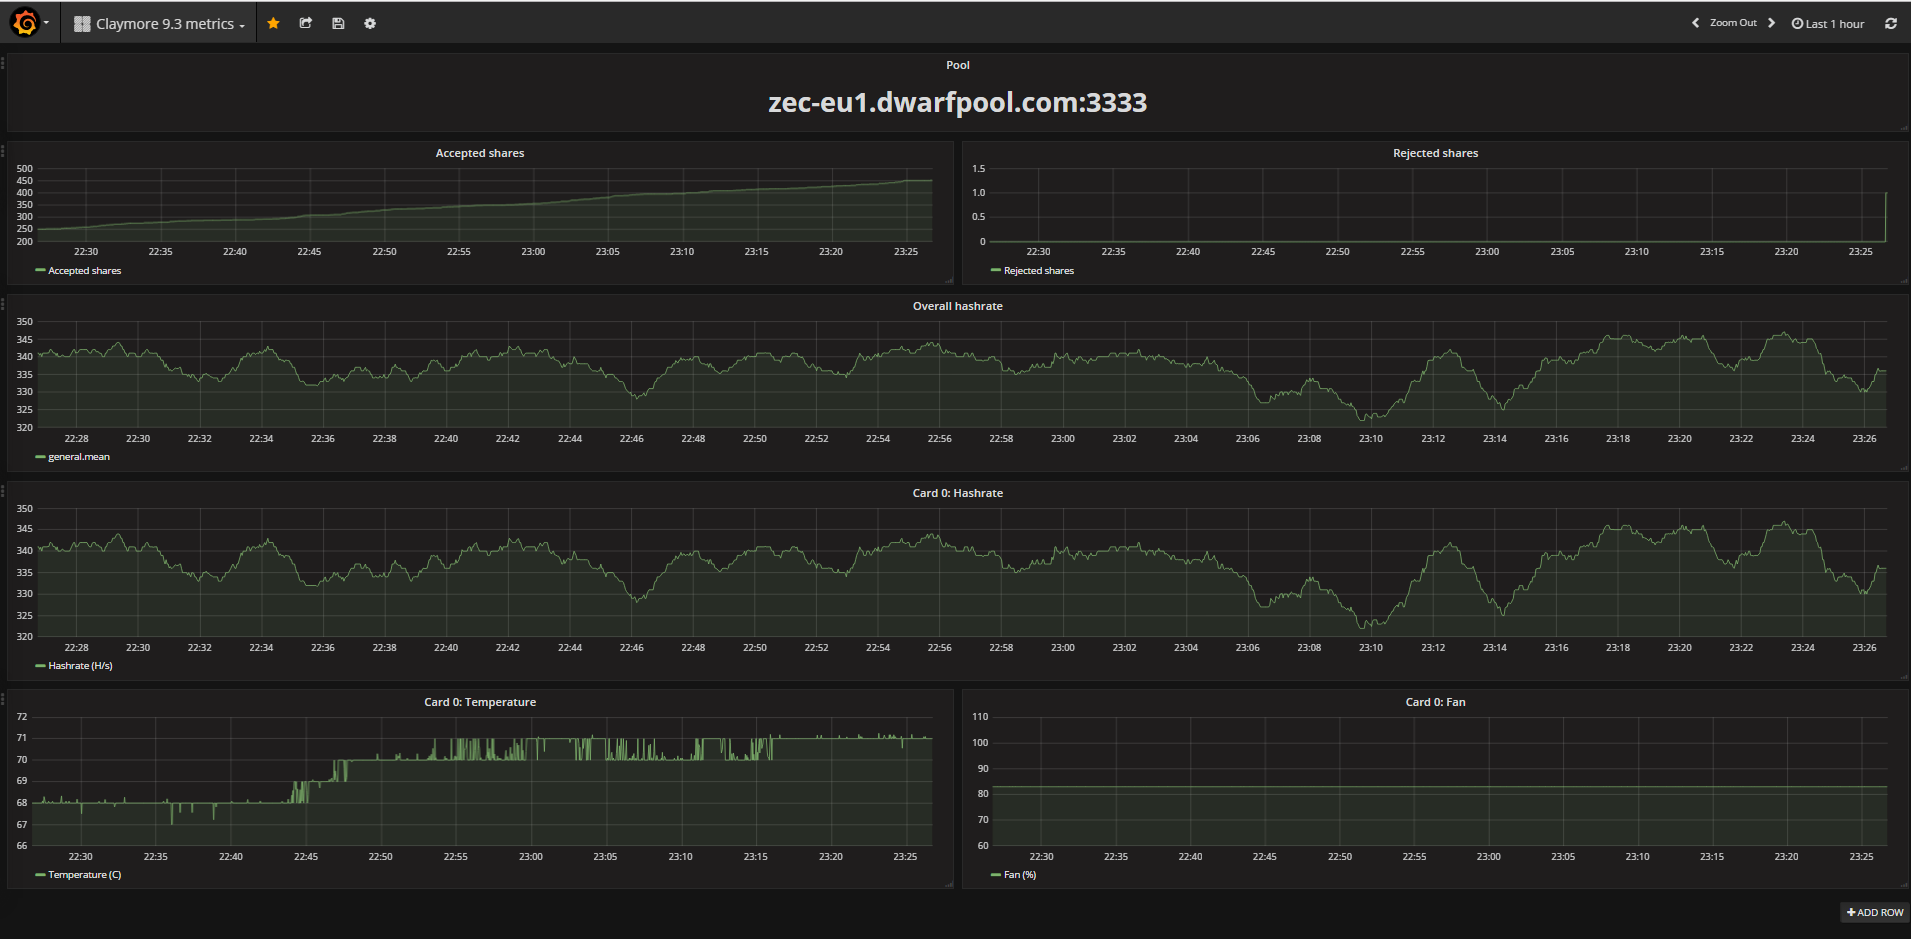 Claymore 9.3 metrics
Zoom Out
Last 1 hour
Pool
zec-eu1.dwarfpool.com:3333
Accepted shares
500
450
400
350
300
250
200
22:30 22:35 22:40 22:45 22:50 22:55 23:00 23:05 23:10 23:15 23:20 23:25
Accepted shares
Rejected shares
1.5
1.0
0.5
0
22:30 22:35 22:40 22:45 22:50 22:55 23:00 23:05 23:10 23:15 23:20 23:25
Rejected shares
Overall hashrate
350
345
340
335
330
325
320
22:28 22:30 22:32 22:34 22:36 22:38 22:40 22:42 22:44 22:46 22:48 22:50 22:52 22:54 22:56 22:58 23:00 23:02 23:04 23:06 23:08 23:10 23:12 23:14 23:16 23:18 23:20 23:22 23:24 23:26
general.mean
Card 0: Hashrate
350
345
340
335
330
325
320
22:28 22:30 22:32 22:34 22:36 22:38 22:40 22:42 22:44 22:46 22:48 22:50 22:52 22:54 22:56 22:58 23:00 23:02 23:04 23:06 23:08 23:10 23:12 23:14 23:16 23:18 23:20 23:22 23:24 23:26
Hashrate (H/s)
Card 0: Temperature
72
71
70
69
68
67
66
22:30 22:35 22:40 22:45 22:50 22:55 23:00 23:05 23:10 23:15 23:20 23:25
Temperature (C)
Card 0: Fan
110
100
90
80
70
60
22:30 22:35 22:40 22:45 22:50 22:55 23:00 23:05 23:10 23:15 23:20 23:25
Fan (%)
+ADD ROW